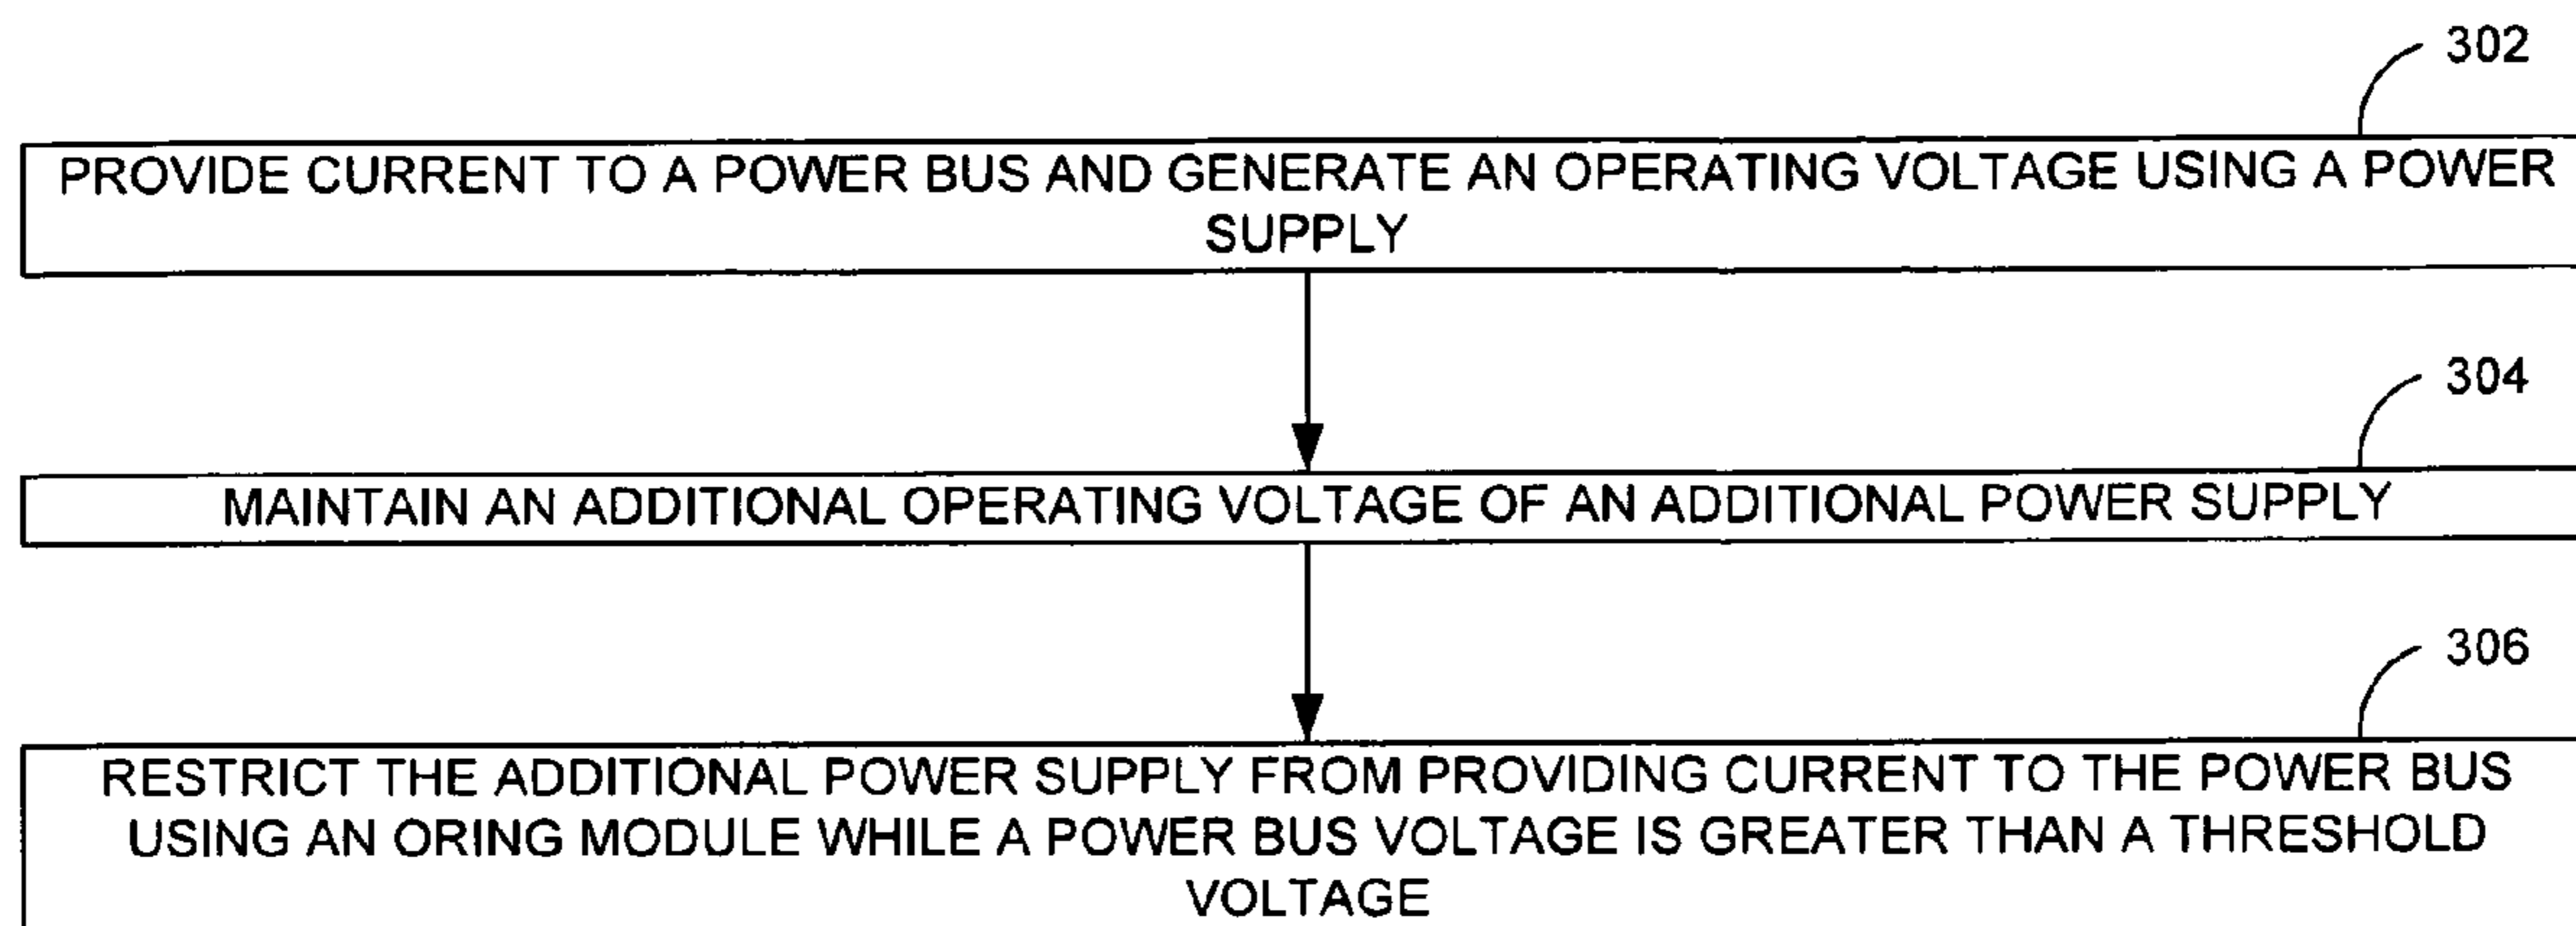 302
PROVIDE CURRENT TO A POWER BUS AND GENERATE AN OPERATING VOLTAGE USING A POWER
SUPPLY
304
MAINTAIN AN ADDITIONAL OPERATING VOLTAGE OF AN ADDITIONAL POWER SUPPLY
306
RESTRICT THE ADDITIONAL POWER SUPPLY FROM PROVIDING CURRENT TO THE POWER BUS
USING AN ORING MODULE WHILE A POWER BUS VOLTAGE IS GREATER THAN A THRESHOLD
VOLTAGE